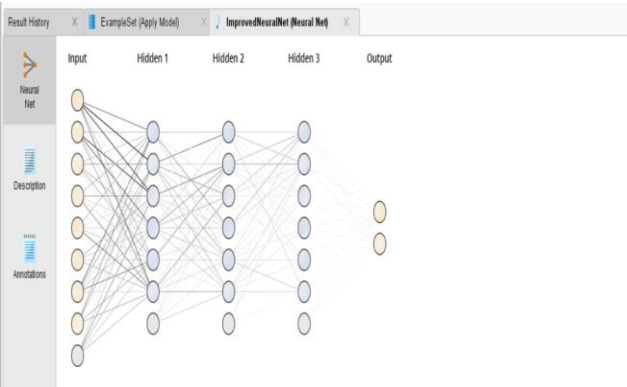 Result History
ExampleSet (Apply Model)
ImprovedNeuralNet (Neural Net)
Input Hidden 1 Hidden 2 Hidden 3 Output
Neural
Net
Description
Annotations